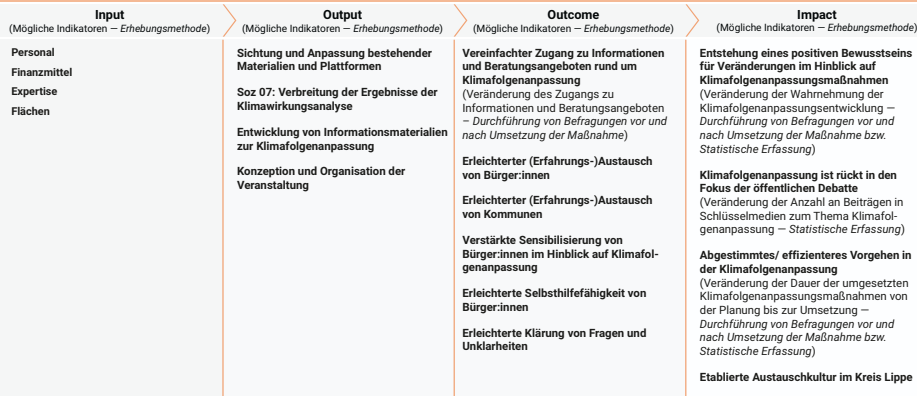 Input
(Mögliche Indikatoren — Erhebungsmethode)
Personal
Finanzmittel
Expertise
Flächen
Output
(Mögliche Indikatoren — Erhebungsmethode)
Sichtung und Anpassung bestehender
Materialien und Plattformen
Soz 07: Verbreitung der Ergebnisse der
Klimawirkungsanalyse
Entwicklung von Informationsmaterialien
zur Klimafolgenanpassung
Konzeption und Organisation der
Veranstaltung
Outcome
(Mögliche Indikatoren — Erhebungsmethode)
Vereinfachter Zugang zu Informationen
und Beratungsangeboten rund um
Klimafolgenanpassung
(Veränderung des Zugangs zu
Informationen und Beratungsangeboten
– Durchführung von Befragungen vor und
nach Umsetzung der Maßnahme)
Erleichterter (Erfahrungs-)Austausch
von Bürger:innen
Erleichterter (Erfahrungs-)Austausch
von Kommunen
Verstärkte Sensibilisierung von
Bürger:innen im Hinblick auf Klimafol-
genanpassung
Erleichterte Selbsthilfefähigkeit von
Bürger:innen
Erleichterte Klärung von Fragen und
Unklarheiten
Impact
(Mögliche Indikatoren — Erhebungsmethode)
Entstehung eines positiven Bewusstseins
für Veränderungen im Hinblick auf
Klimafolgenanpassungsmaßnahmen
(Veränderung der Wahrnehmung der
Klimafolgenanpassungsentwicklung —
Durchführung von Befragungen vor und
nach Umsetzung der Maßnahme bzw.
Statistische Erfassung)
Klimafolgenanpassung ist rückt in den
Fokus der öffentlichen Debatte
(Veränderung der Anzahl an Beiträgen in
Schlüsselmedien zum Thema Klimafol-
genanpassung — Statistische Erfassung)
Abgestimmtes/ effizienteres Vorgehen in
der Klimafolgenanpassung
(Veränderung der Dauer der umgesetzten
Klimafolgenanpassungsmaßnahmen von
der Planung bis zur Umsetzung —
Durchführung von Befragungen vor und
nach Umsetzung der Maßnahme bzw.
Statistische Erfassung)
Etablierte Austauschkultur im Kreis Lippe